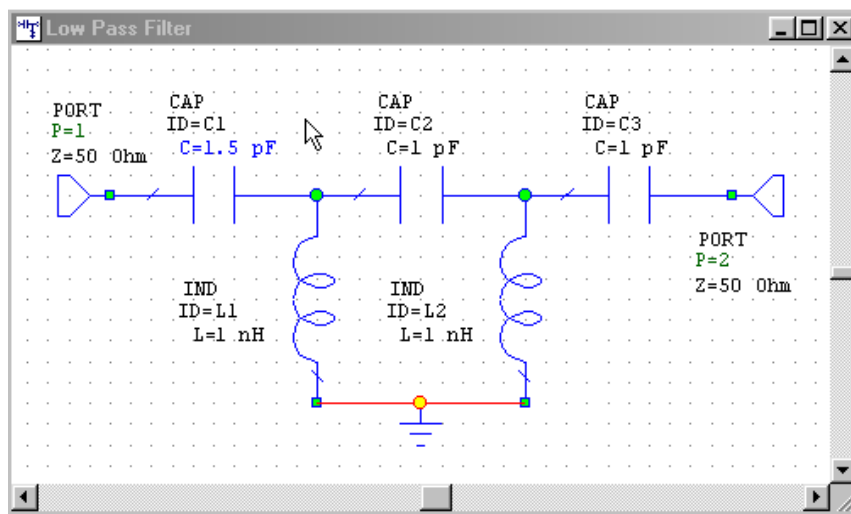 Low Pass Filter
PORT
P=1
Z=50 Ohm
CAP
ID=C1
C=1.5 pF
CAP
ID=C2
C=1 pF
CAP
ID=C3
C=1 pF
PORT
P=2
Z=50 Ohm
IND
ID=L1
L=1 nH
IND
ID=L2
L=1 nH